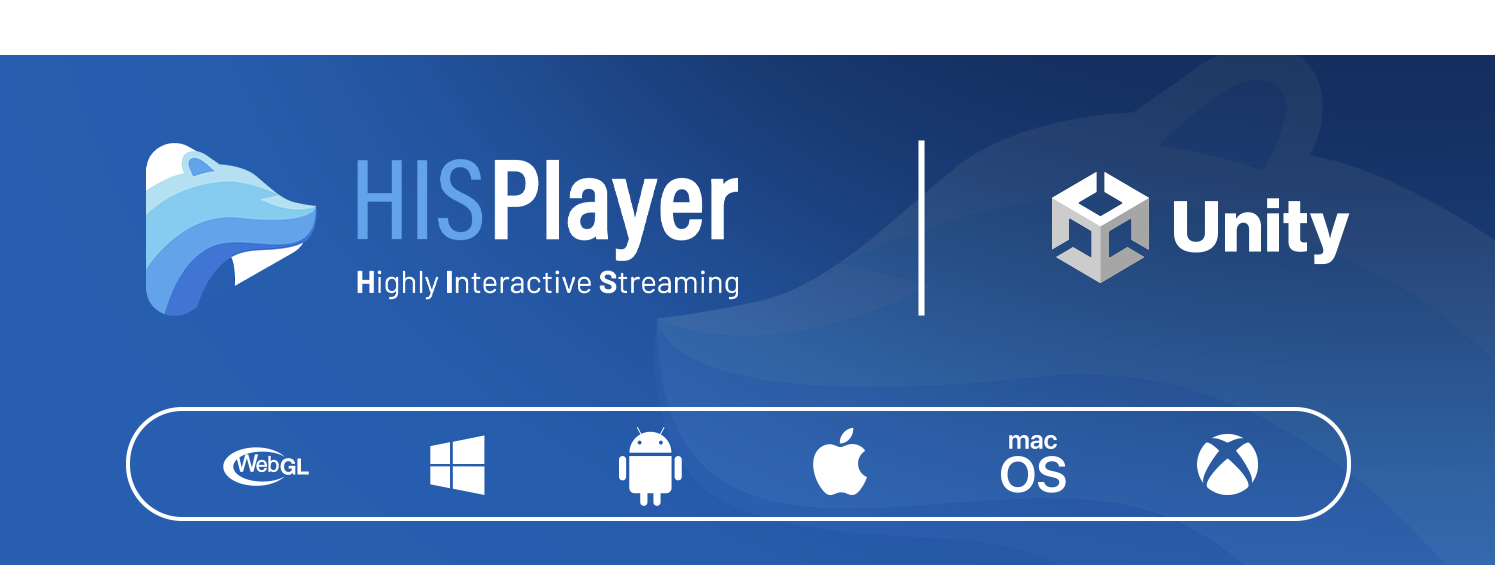 HISPlayer
Highly Interactive Streaming
Unity
WebGL
mac
OS